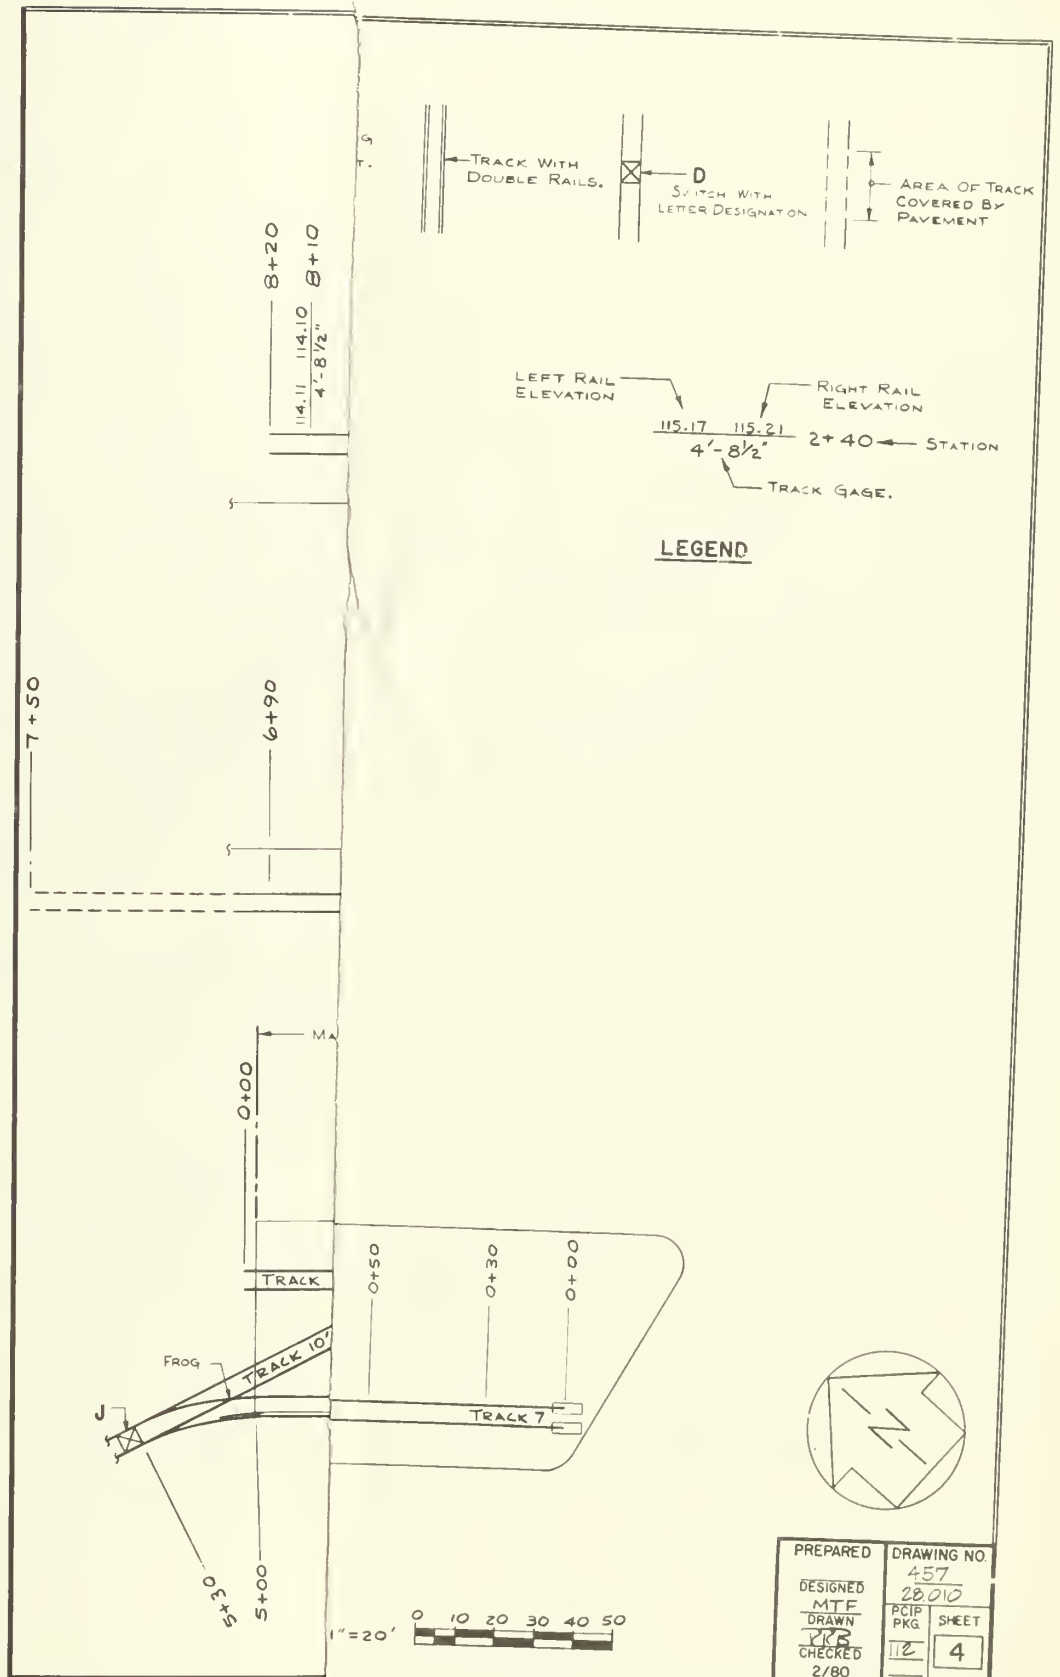 G
T.
TRACK WITH
DOUBLE RAILS.
D
SWITCH WITH
LETTER DESIGNATON
AREA OF TRACK
COVERED BY
PAVEMENT
8+20
114.11 114.10 8+10
4'-8½"
LEFT RAIL
ELEVATION
RIGHT RAIL
ELEVATION
115.17 115.21 2+40
STATION
4'-8½"
TRACK GAGE.
LEGEND
7+50
6+90
MA
0+00
0+50
0+30
0+00
TRACK
FROG
TRACK 10'
J
TRACK 7
5+30
5+00
N
1"=20'
0 10 20 30 40 50
PREPARED
DRAWING NO.
457
28.010
DESIGNED
MTF
DRAWN
RRB
CHECKED
2/80
PCIP
PKG
112
SHEET
4